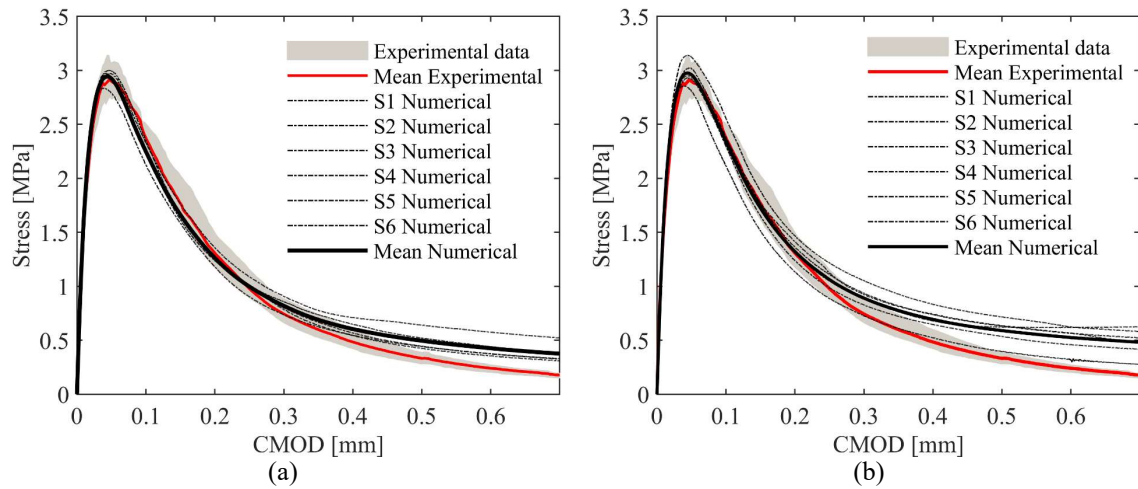 Stress [MPa]
3.5
3
2.5
2
1.5
1
0.5
0
Experimental data
Mean Experimental
S1 Numerical
S2 Numerical
S3 Numerical
S4 Numerical
S5 Numerical
S6 Numerical
Mean Numerical
0 0.1 0.2 0.3 0.4 0.5 0.6
CMOD [mm]
(a)
Stress [MPa]
3.5
3
2.5
2
1.5
1
0.5
0
Experimental data
Mean Experimental
S1 Numerical
S2 Numerical
S3 Numerical
S4 Numerical
S5 Numerical
S6 Numerical
Mean Numerical
0 0.1 0.2 0.3 0.4 0.5 0.6
CMOD [mm]
(b)